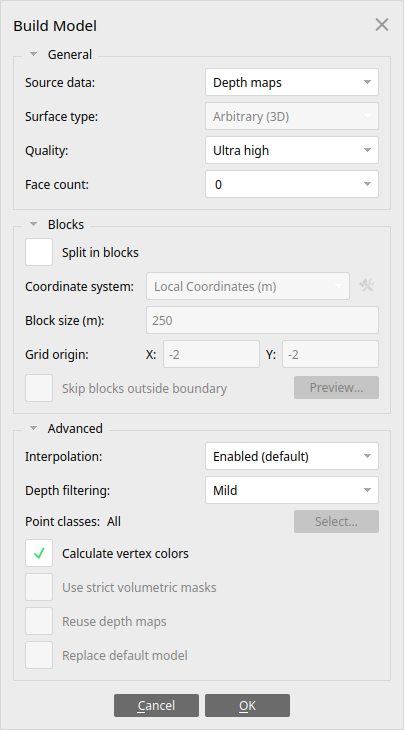 Build Model
General
Source data: Depth maps
Surface type: Arbitrary (3D)
Quality: Ultra high
Face count: 0
Blocks
Split in blocks
Coordinate system: Local Coordinates (m)
Block size (m): 250
Grid origin: X: -2 Y: -2
Skip blocks outside boundary Preview...
Advanced
Interpolation: Enabled (default)
Depth filtering: Mild
Point classes: All Select...
Calculate vertex colors
Use strict volumetric masks
Reuse depth maps
Replace default model
Cancel OK